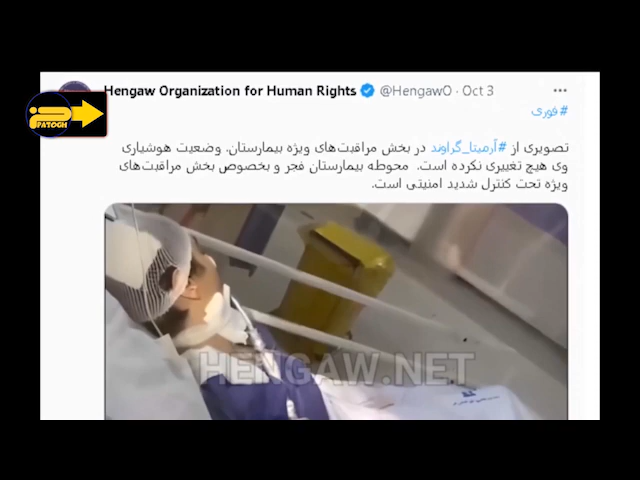 Hengaw Organization for Human Rights @HengawO · Oct 3
#فوری
تصویری از #آرمیتا_گراوند در بخش مراقبت‌های ویژه بیمارستان. وضعیت هوشیاری
وی هیچ تغییری نکرده است. محوطه بیمارستان فجر و بخصوص بخش مراقبت‌های
ویژه تحت کنترل شدید امنیتی است.
HENGAW.NET
PATOGH